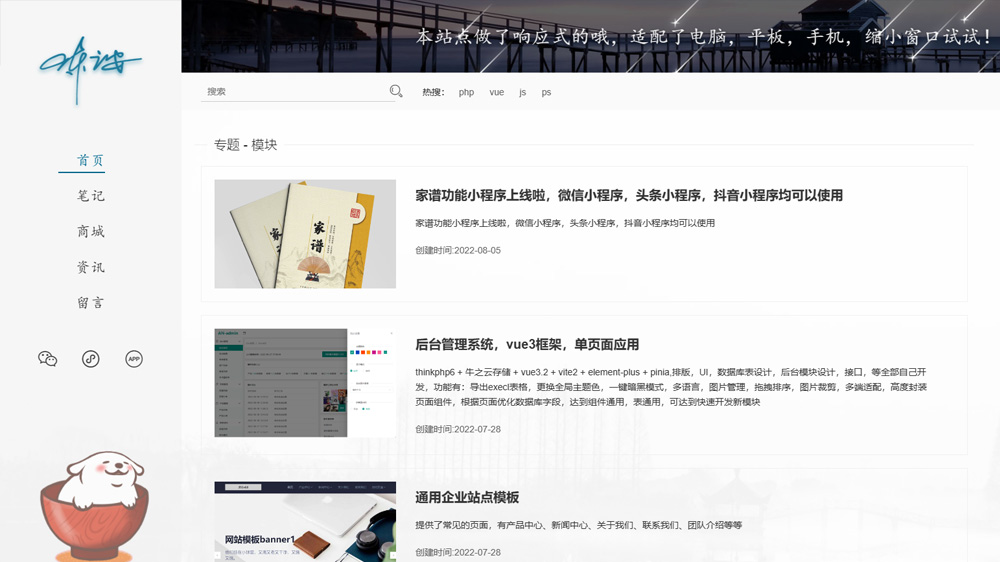 本站点做了响应式的哦，适配了电脑，平板，手机，缩小窗口试试！
搜索
热搜： php vue js ps
首页
笔记
商城
资讯
留言
APP
专题 - 模块
家谱
家谱功能小程序上线啦，微信小程序，头条小程序，抖音小程序均可以使用
家谱功能小程序上线啦，微信小程序，头条小程序，抖音小程序均可以使用
创建时间:2022-08-05
后台管理系统，vue3框架，单页面应用
thinkphp6 + 牛之云存储 + vue3.2 + vite2 + element-plus + pinia,排版，UI，数据库表设计，后台模块设计，接口，等全部自己开
发，功能有：导出execl表格，更换全局主题色，一键暗黑模式，多语言，图片管理，拖拽排序，图片裁剪，多端适配，高度封装
页面组件，根据页面优化数据库字段，达到组件通用，表通用，可达到快速开发新模块
创建时间:2022-07-28
网站模板banner1
通用企业站点模板
提供了常见的页面，有产品中心、新闻中心、关于我们、联系我们、团队介绍等等
创建时间:2022-07-28